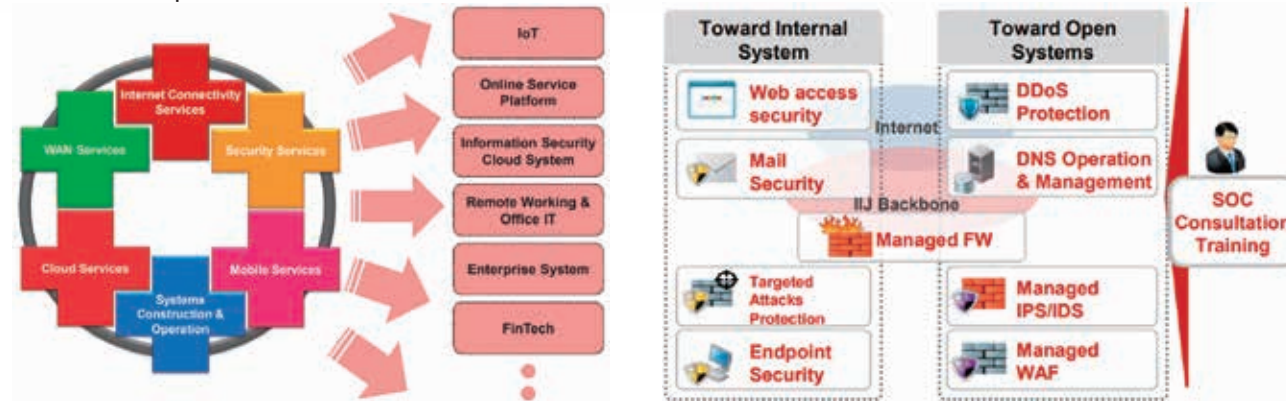 Internet Connectivity
Services
WAN Services
Security Services
Cloud Services
Mobile Services
Systems
Construction &
Operation
IoT
Online Service
Platform
Information Security
Cloud System
Remote Working &
Office IT
Enterprise System
FinTech
Toward Internal
System
Toward Open
Systems
Web access
security
DDoS
Protection
Internet
Mail
Security
DNS Operation
& Management
IIJ Backbone
Managed FW
Targeted
Attacks
Protection
Managed
IPS/IDS
Endpoint
Security
Managed
WAF
SOC
Consultation
Training